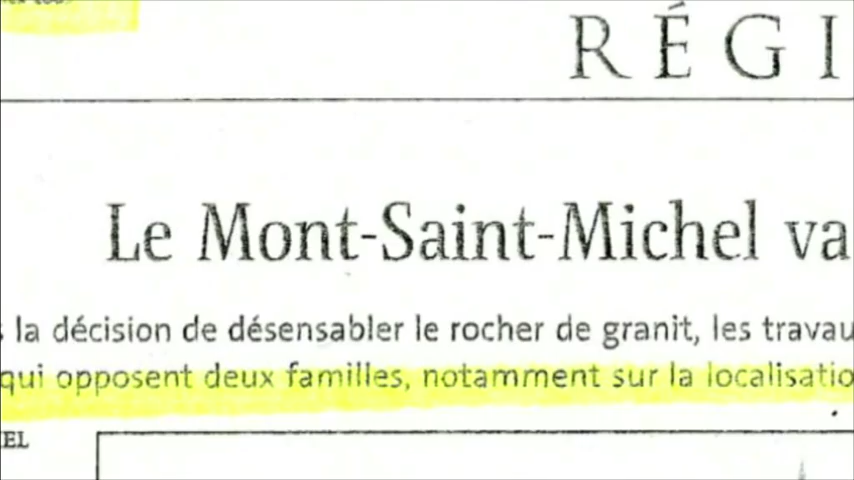 RÉGI
Le Mont-Saint-Michel va
la décision de désensabler le rocher de granit, les travau
qui opposent deux familles, notamment sur la localisatio
EL